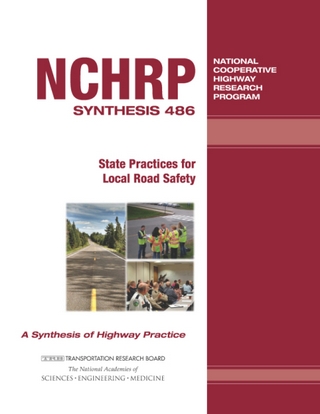 NCHRP
SYNTHESIS 486
NATIONAL
COOPERATIVE
HIGHWAY
RESEARCH
PROGRAM
State Practices for
Local Road Safety
A Synthesis of Highway Practice
TRB TRANSPORTATION RESEARCH BOARD
The National Academies of
SCIENCES • ENGINEERING • MEDICINE